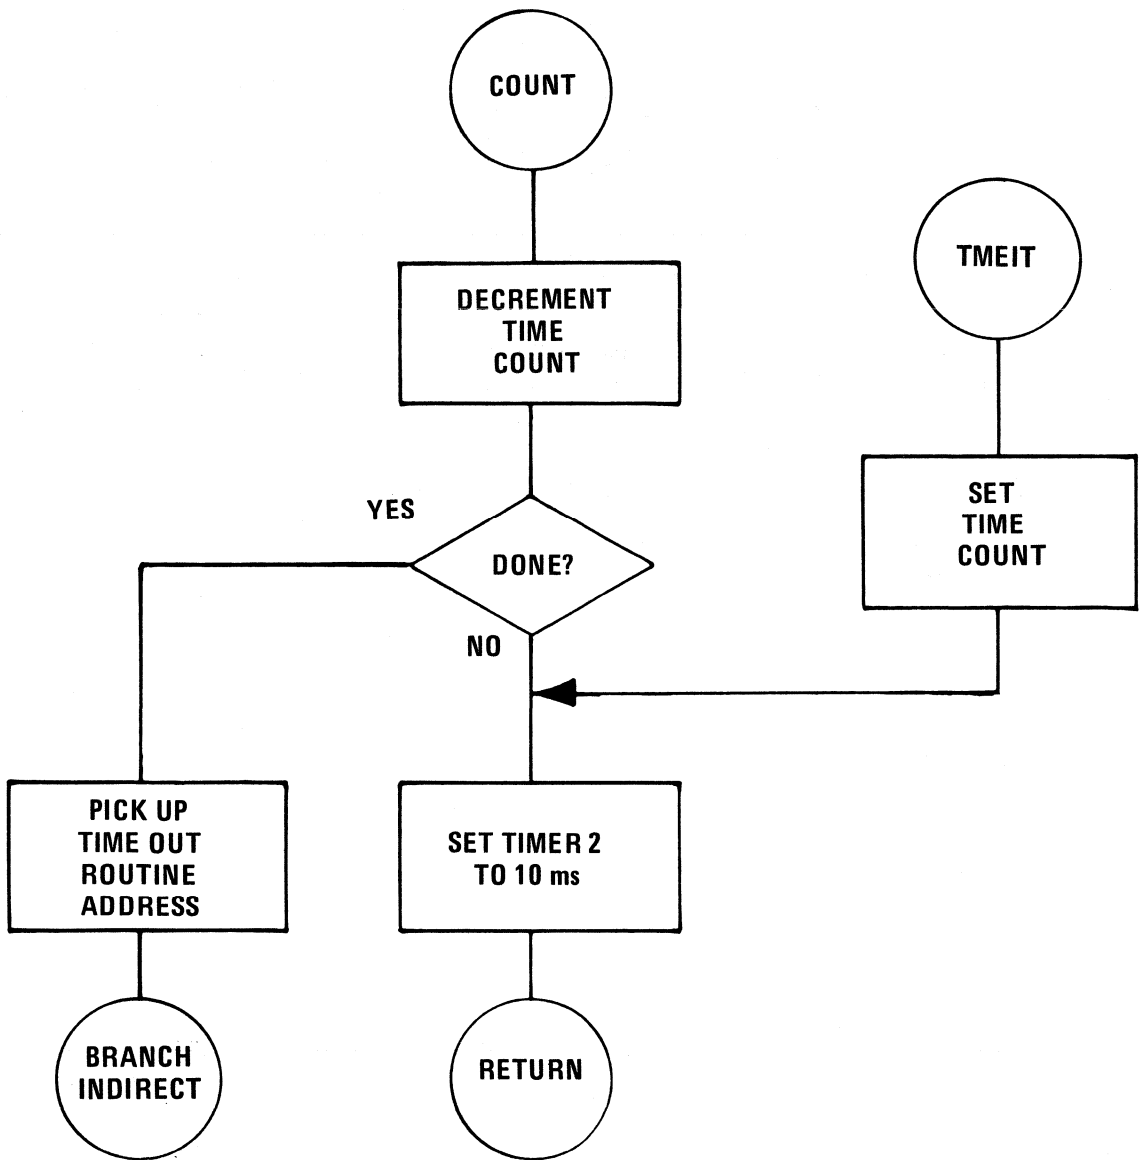 COUNT
TMEIT
DECREMENT
TIME
COUNT
YES
SET
TIME
COUNT
DONE?
NO
PICK UP
TIME OUT
ROUTINE
ADDRESS
SET TIMER 2
TO 10 ms
BRANCH
INDIRECT
RETURN